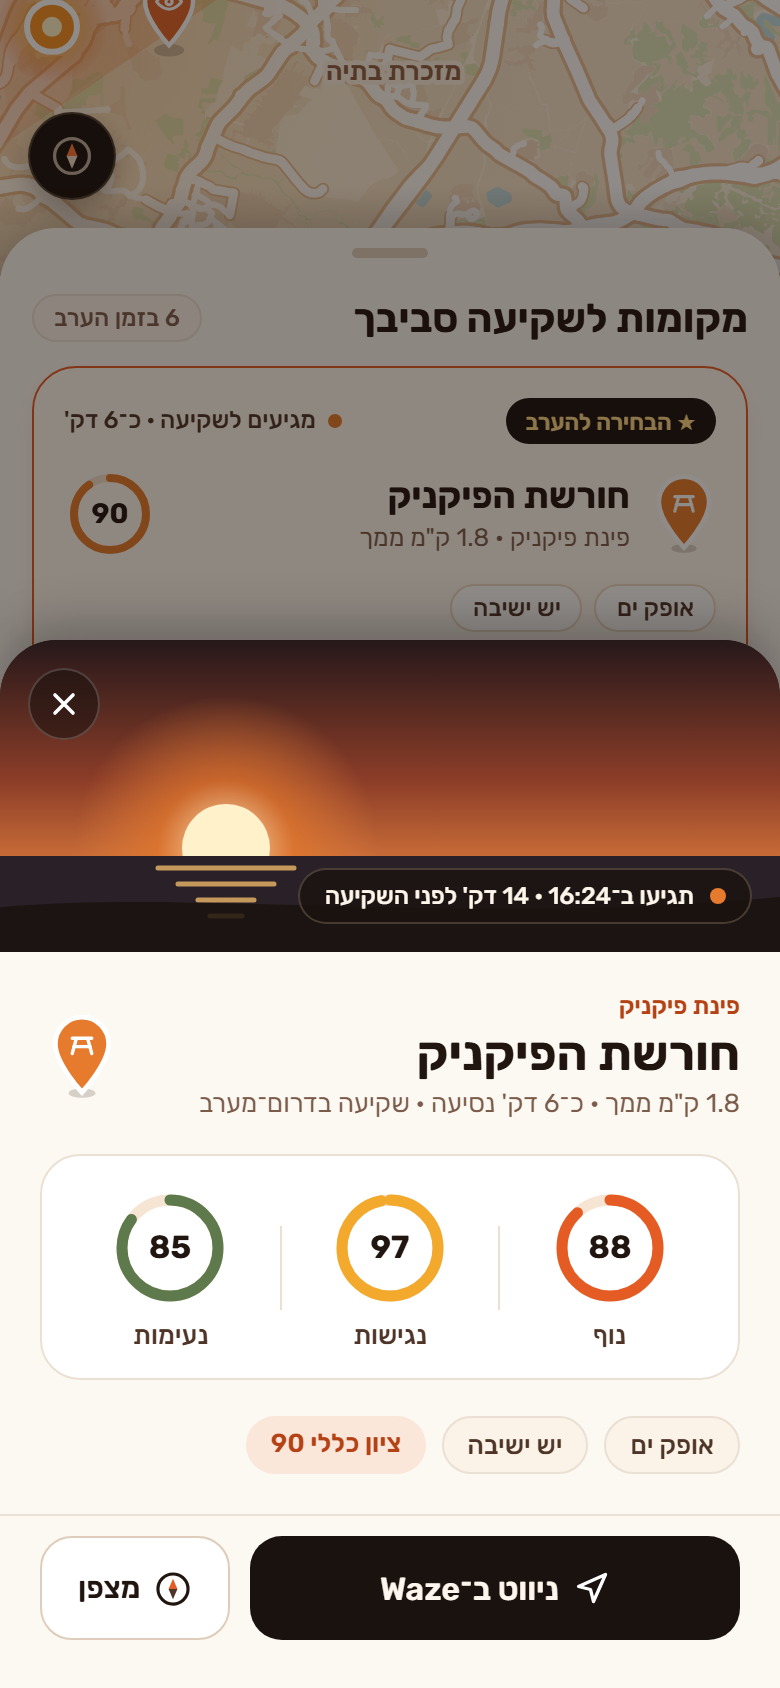 מזכרת בתיה
מקומות לשקיעה סביבך
6 בזמן הערב
★ הבחירה להערב
מגיעים לשקיעה • כ־6 דק'
חורשת הפיקניק
90
פינת פיקניק • 1.8 ק"מ ממך
אופק ים
יש ישיבה
תגיעו ב־16:24 • 14 דק' לפני השקיעה
פינת פיקניק
חורשת הפיקניק
1.8 ק"מ ממך • כ־6 דק' נסיעה • שקיעה בדרום־מערב
88
97
85
נוף
נגישות
נעימות
אופק ים
יש ישיבה
ציון כללי 90
ניווט ב־Waze
מצפן